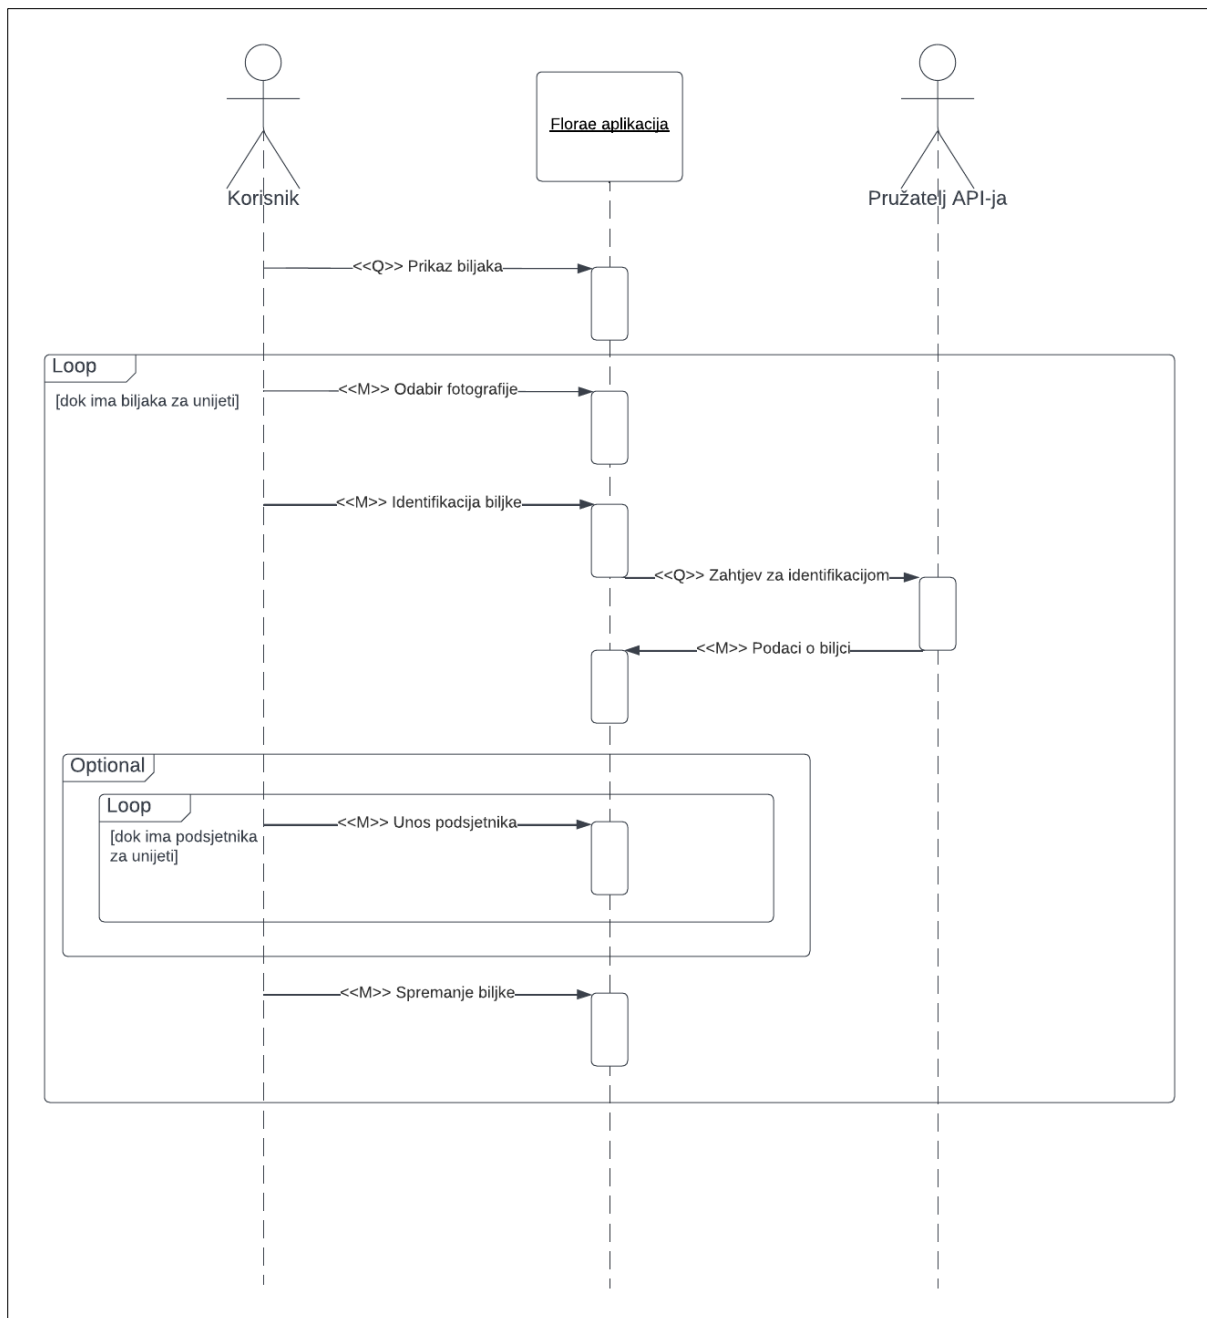 Korisnik
Florae aplikacija
Pružatelj API-ja
<<Q>> Prikaz biljaka
Loop
[dok ima biljaka za unijeti]
<<M>> Odabir fotografije
<<M>> Identifikacija biljke
<<Q>> Zahtjev za identifikacijom
<<M>> Podaci o biljci
Optional
Loop
[dok ima podsjetnika
za unijeti]
<<M>> Unos podsjetnika
<<M>> Spremanje biljke